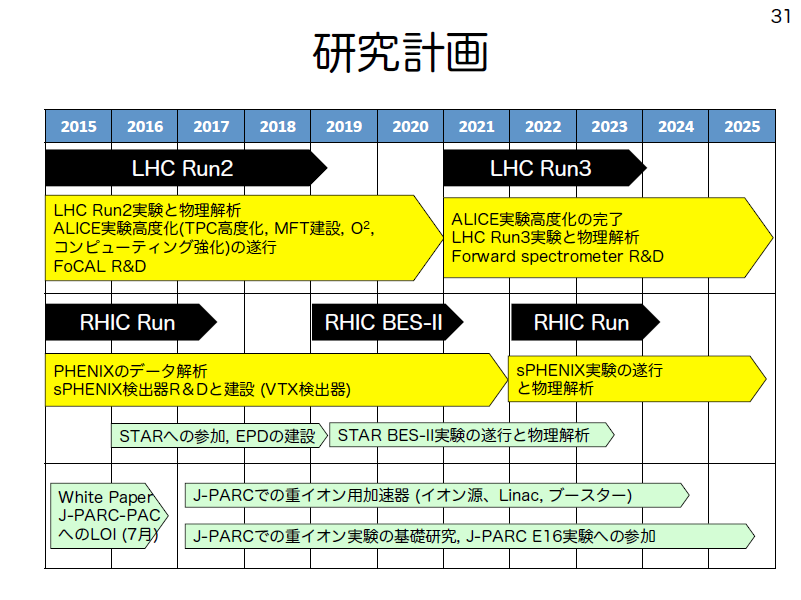 31
研究計画
2015 2016 2017 2018 2019 2020 2021 2022 2023 2024 2025
LHC Run2
LHC Run3
LHC Run2実験と物理解析
ALICE実験高度化(TPC高度化, MFT建設, O²,
コンピューティング強化)の遂行
FoCAL R&D
ALICE実験高度化の完了
LHC Run3実験と物理解析
Forward spectrometer R&D
RHIC Run
RHIC BES-II
RHIC Run
PHENIXのデータ解析
sPHENIX検出器R&Dと建設 (VTX検出器)
sPHENIX実験の遂行
と物理解析
STARへの参加, EPDの建設
STAR BES-II実験の遂行と物理解析
White Paper
J-PARC-PAC
へのLOI (7月)
J-PARCでの重イオン用加速器 (イオン源、Linac, ブースター)
J-PARCでの重イオン実験の基礎研究, J-PARC E16実験への参加